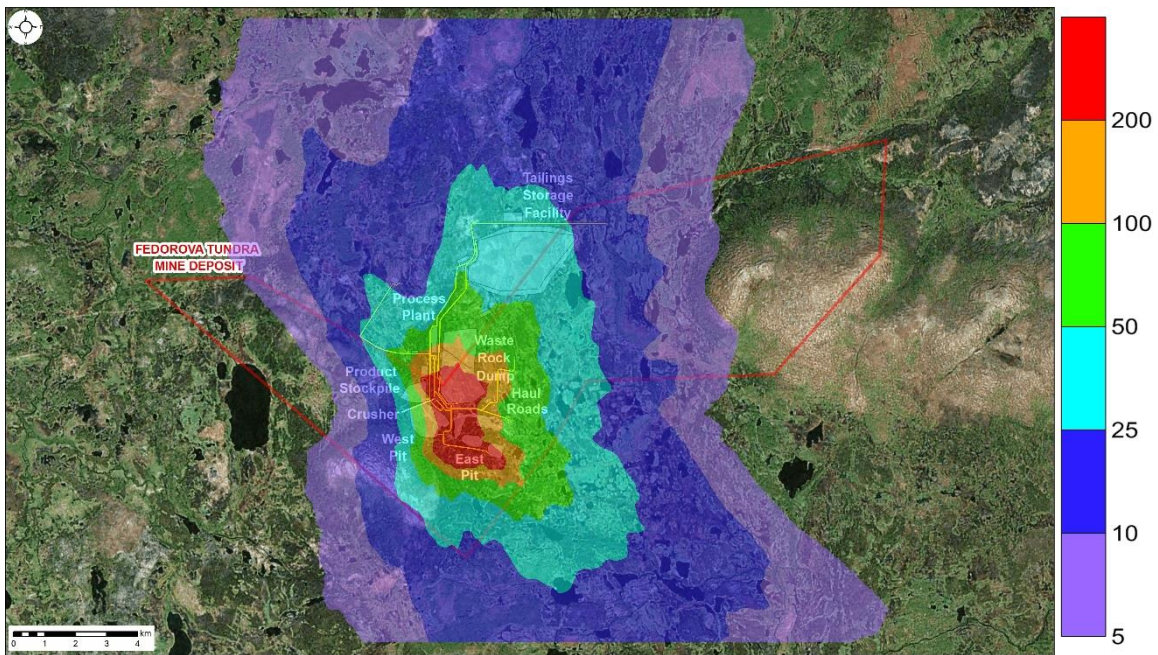 Tailings
Storage
Facility
FEDOROVA TUNDRA
MINE DEPOSIT
Process
Plant
Waste
Rock
Dump
Product
Stockpile
Haul
Roads
Crusher
West
Pit
East
Pit
km
0 1 2 3 4
200
100
50
25
10
5